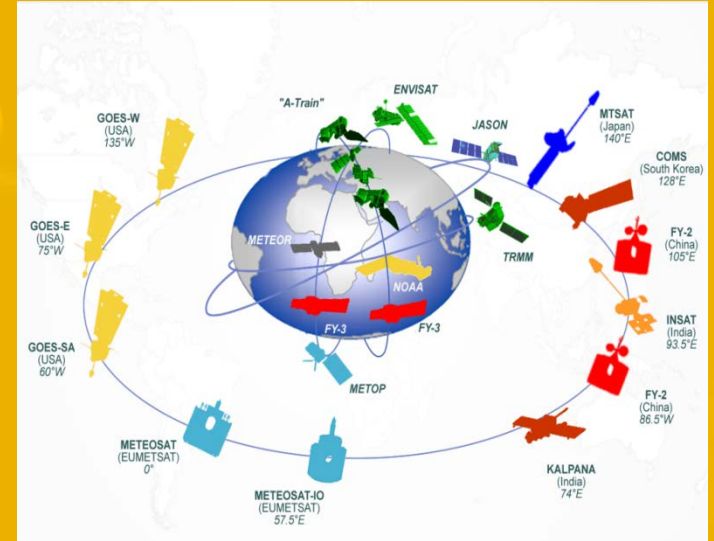 "A-Train"
ENVISAT
GOES-W
(USA)
135°W
JASON
MTSAT
(Japan)
140°E
COMS
(South Korea)
128°E
GOES-E
(USA)
75°W
METEOR
TRMM
FY-2
(China)
105°E
NOAA
INSAT
(India)
93.5°E
FY-3
FY-3
GOES-SA
(USA)
60°W
METOP
FY-2
(China)
86.5°W
METEOSAT
(EUMETSAT)
0°
KALPANA
(India)
74°E
METEOSAT-IO
(EUMETSAT)
57.5°E